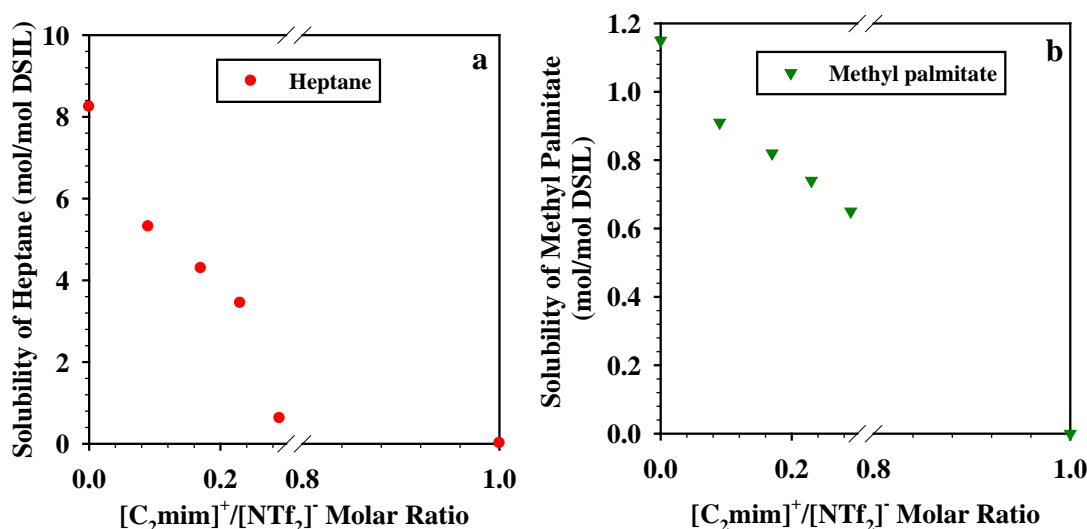 a
Heptane
Solubility of Heptane (mol/mol DSIL)
10
8
6
4
2
0
0.0 0.2 0.8 1.0
[C₂mim]⁺/[NTf₂]⁻ Molar Ratio
b
Methyl palmitate
Solubility of Methyl Palmitate
(mol/mol DSIL)
1.2
1.0
0.8
0.6
0.4
0.2
0.0
0.0 0.2 0.8 1.0
[C₂mim]⁺/[NTf₂]⁻ Molar Ratio